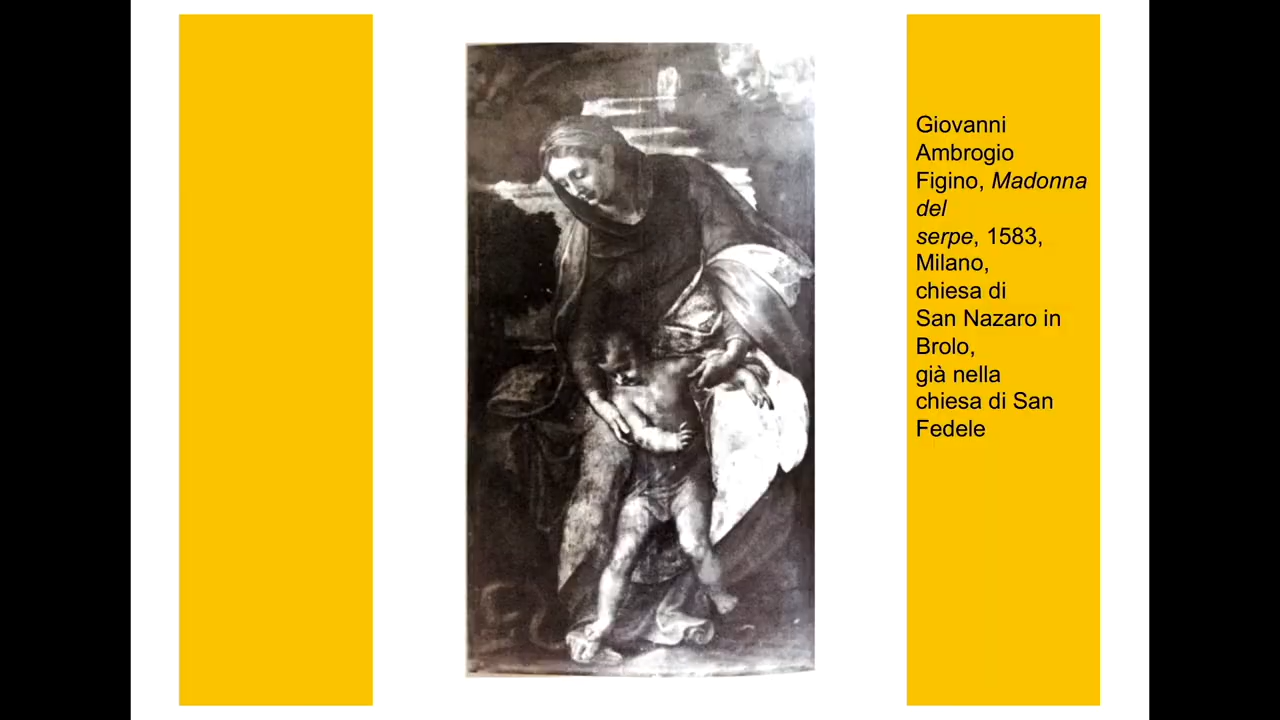 Giovanni
Ambrogio
Figino, Madonna
del
serpe, 1583,
Milano,
chiesa di
San Nazaro in
Brolo,
già nella
chiesa di San
Fedele